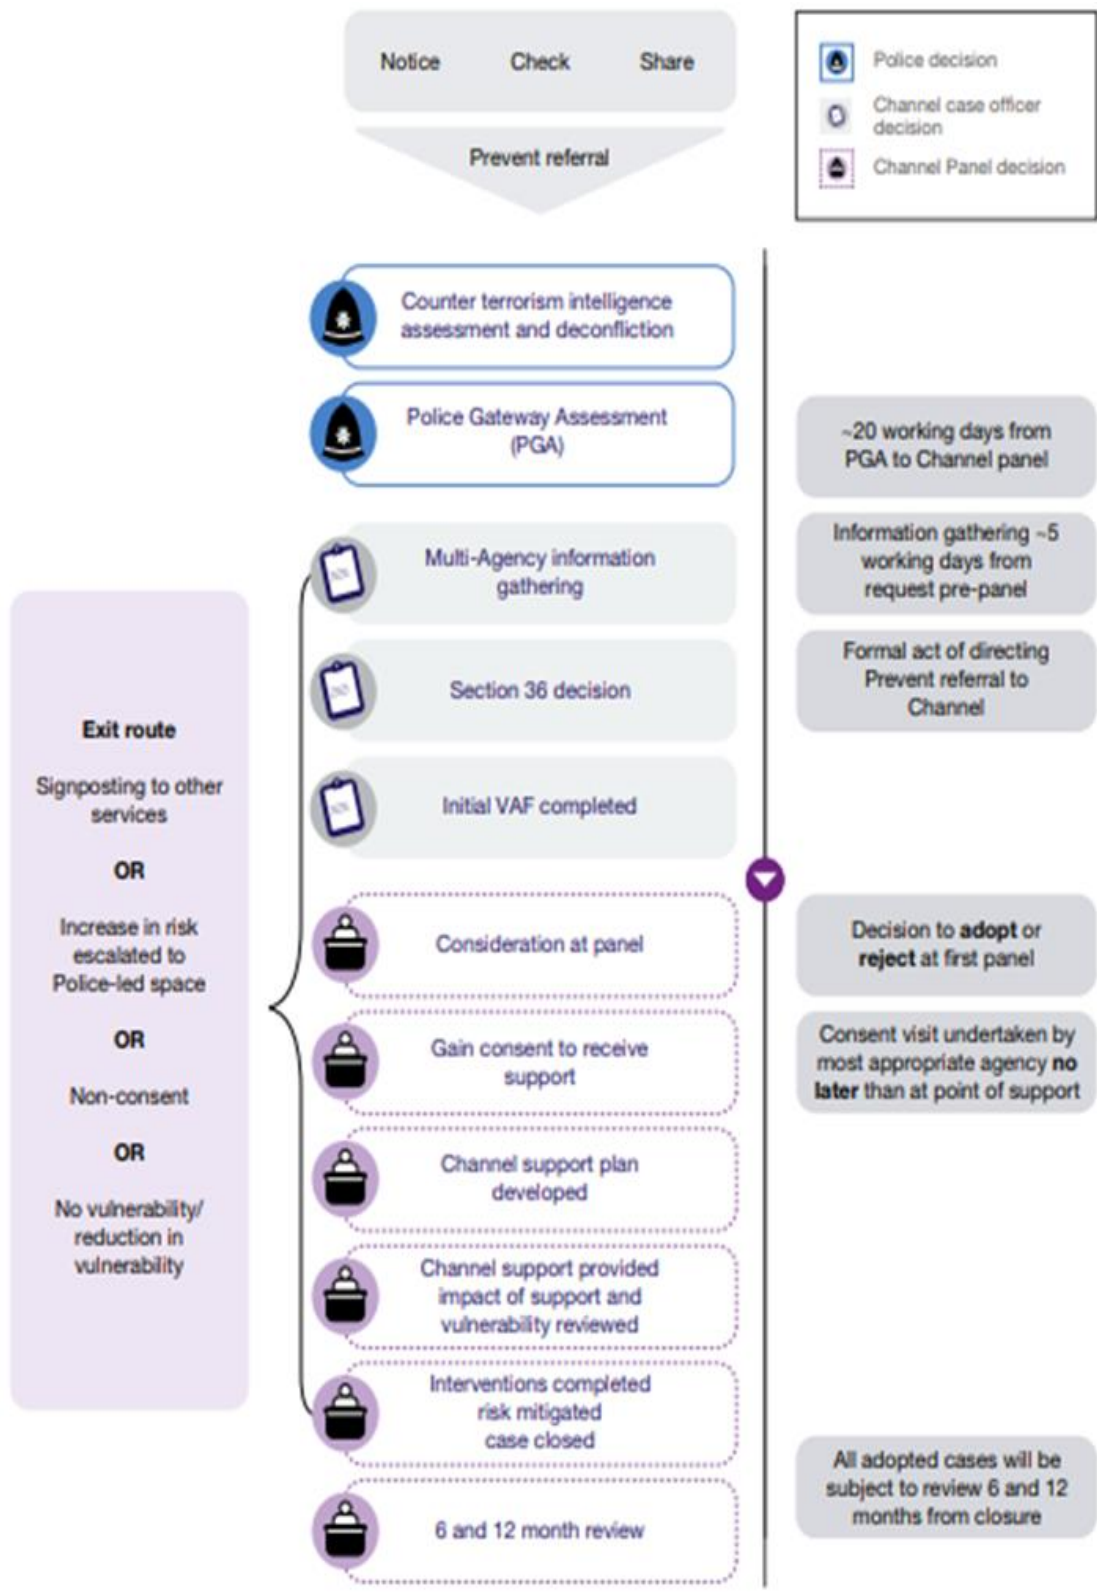 Notice Check Share
Prevent referral
Police decision
Channel case officer
decision
Channel Panel decision
Counter terrorism intelligence
assessment and deconfliction
Police Gateway Assessment
(PGA)
~20 working days from
PGA to Channel panel
Multi-Agency information
gathering
Information gathering ~5
working days from
request pre-panel
Section 36 decision
Formal act of directing
Prevent referral to
Channel
Initial VAF completed
Exit route
Signposting to other
services
OR
Increase in risk
escalated to
Police-led space
OR
Non-consent
OR
No vulnerability/
reduction in
vulnerability
Consideration at panel
Decision to adopt or
reject at first panel
Gain consent to receive
support
Consent visit undertaken by
most appropriate agency no
later than at point of support
Channel support plan
developed
Channel support provided
impact of support and
vulnerability reviewed
Interventions completed
risk mitigated
case closed
6 and 12 month review
All adopted cases will be
subject to review 6 and 12
months from closure